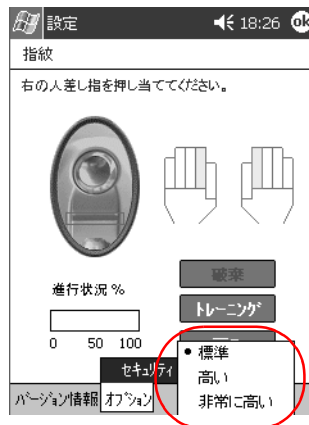 設定 18:26 ok
指紋
右の人差し指を押し当ててください。
破棄
進行状況 %
トレーニング
0 50 100
標準
セキュリティ
高い
バージョン情報 オプション
非常に高い